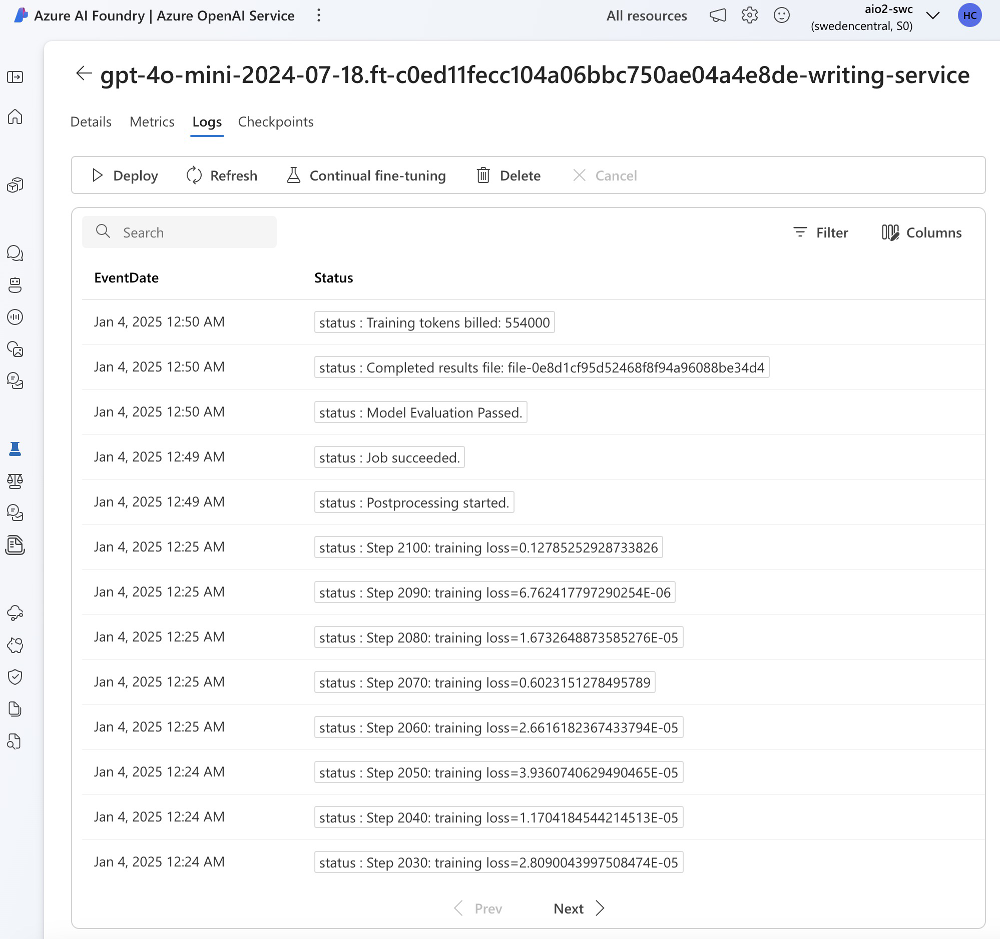 Azure AI Foundry | Azure OpenAI Service
All resources
aio2-swc
(swedencentral, S0)
HC
gpt-4o-mini-2024-07-18.ft-c0ed11fecc104a06bbc750ae04a4e8de-writing-service
Details Metrics Logs Checkpoints
Deploy Refresh Continual fine-tuning Delete Cancel
Search Filter Columns
EventDate Status
Jan 4, 2025 12:50 AM status : Training tokens billed: 554000
Jan 4, 2025 12:50 AM status : Completed results file: file-0e8d1cf95d52468f8f94a96088be34d4
Jan 4, 2025 12:50 AM status : Model Evaluation Passed.
Jan 4, 2025 12:49 AM status : Job succeeded.
Jan 4, 2025 12:49 AM status : Postprocessing started.
Jan 4, 2025 12:25 AM status : Step 2100: training loss=0.12785252928733826
Jan 4, 2025 12:25 AM status : Step 2090: training loss=6.762417797290254E-06
Jan 4, 2025 12:25 AM status : Step 2080: training loss=1.6732648873585276E-05
Jan 4, 2025 12:25 AM status : Step 2070: training loss=0.6023151278495789
Jan 4, 2025 12:25 AM status : Step 2060: training loss=2.6616182367433794E-05
Jan 4, 2025 12:24 AM status : Step 2050: training loss=3.9360740629490465E-05
Jan 4, 2025 12:24 AM status : Step 2040: training loss=1.1704184544214513E-05
Jan 4, 2025 12:24 AM status : Step 2030: training loss=2.8090043997508474E-05
Prev Next